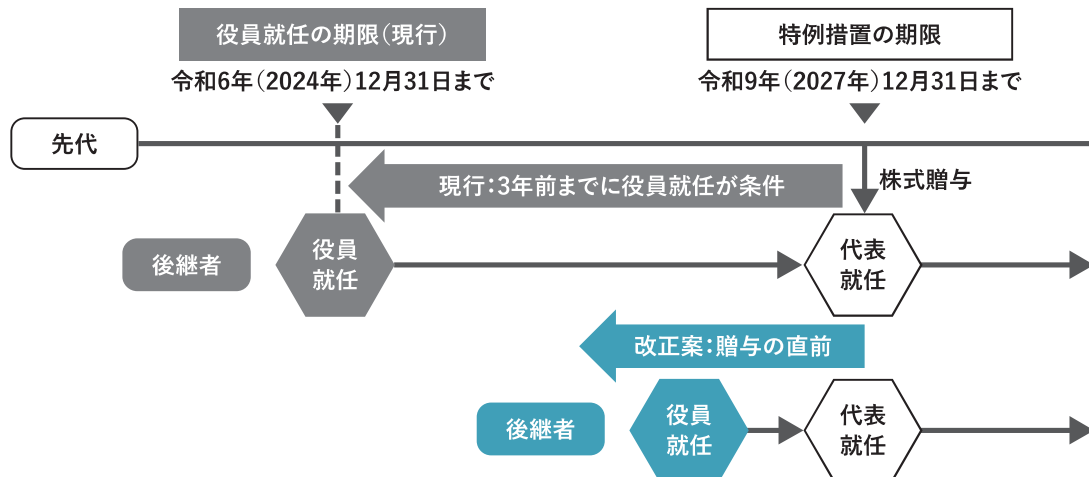 役員就任の期限（現行）
令和6年（2024年）12月31日まで
特例措置の期限
令和9年（2027年）12月31日まで
先代
現行：3年前までに役員就任が条件
株式贈与
後継者
役員
就任
代表
就任
改正案：贈与の直前
後継者
役員
就任
代表
就任